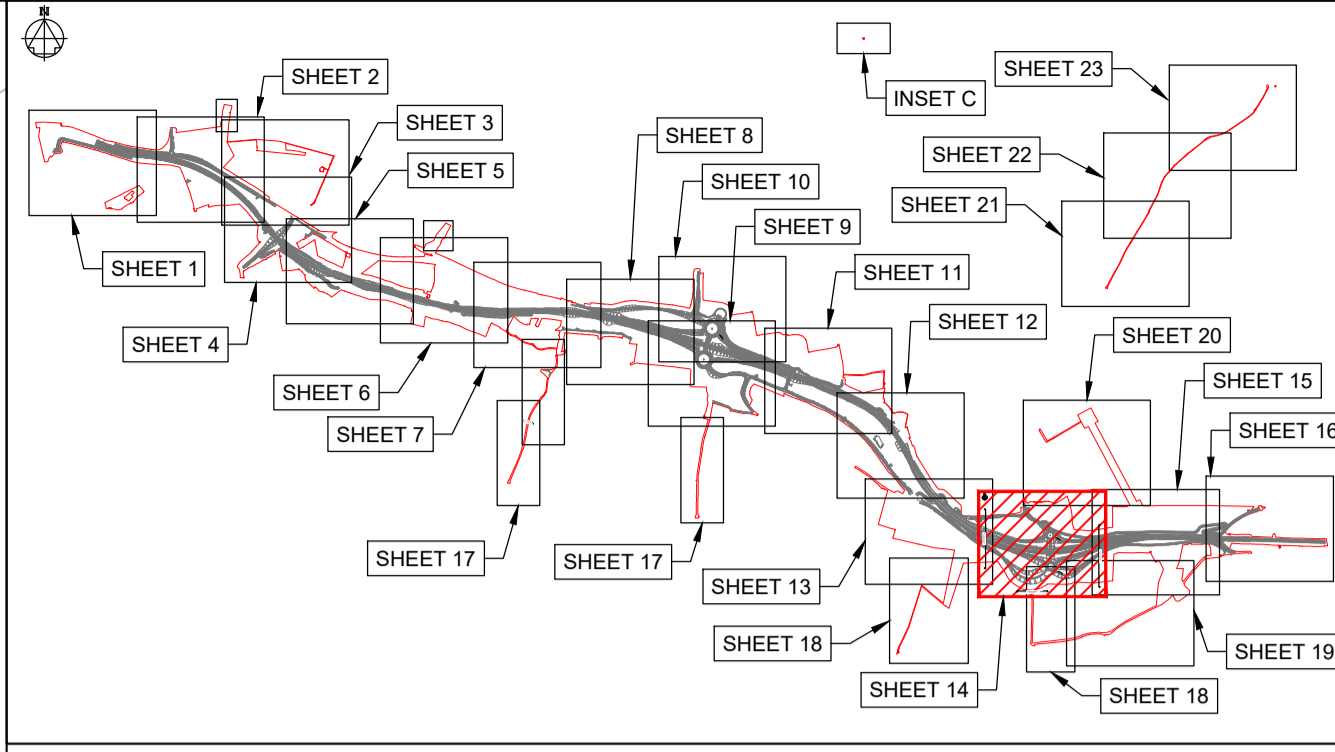 N
SHEET 2
SHEET 3
SHEET 5
SHEET 8
SHEET 10
SHEET 9
SHEET 11
SHEET 12
INSET C
SHEET 23
SHEET 22
SHEET 21
SHEET 20
SHEET 15
SHEET 16
SHEET 1
SHEET 4
SHEET 6
SHEET 7
SHEET 17
SHEET 17
SHEET 13
SHEET 18
SHEET 14
SHEET 18
SHEET 19